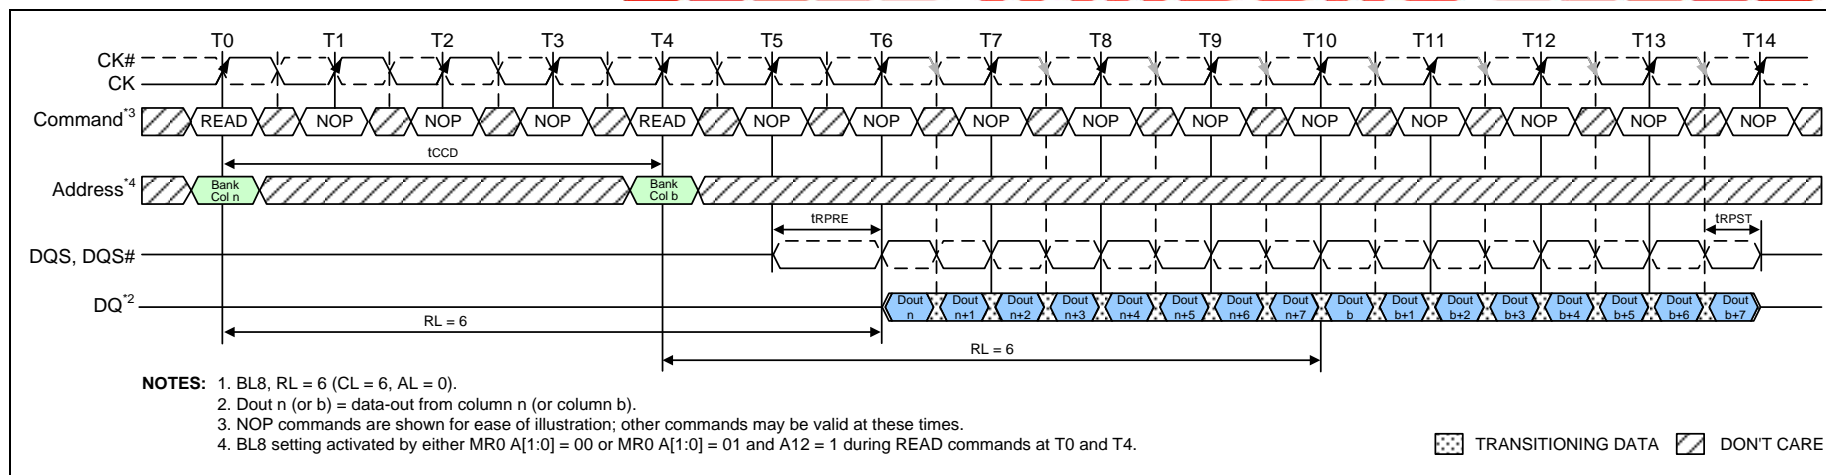 T0 T1 T2 T3 T4 T5 T6 T7 T8 T9 T10 T11 T12 T13 T14
CK#
CK
Command*3 READ NOP NOP NOP READ NOP NOP NOP NOP NOP NOP NOP NOP NOP NOP
tCCD
Address*4 Bank Col n Bank Col b
tRPRE tRPST
DQS, DQS#
DQ*2 Dout n Dout n+1 Dout n+2 Dout n+3 Dout n+4 Dout n+5 Dout n+6 Dout n+7 Dout b Dout b+1 Dout b+2 Dout b+3 Dout b+4 Dout b+5 Dout b+6 Dout b+7
RL = 6
RL = 6
NOTES: 1. BL8, RL = 6 (CL = 6, AL = 0).
2. Dout n (or b) = data-out from column n (or column b).
3. NOP commands are shown for ease of illustration; other commands may be valid at these times.
4. BL8 setting activated by either MR0 A[1:0] = 00 or MR0 A[1:0] = 01 and A12 = 1 during READ commands at T0 and T4.
TRANSITIONING DATA DON'T CARE